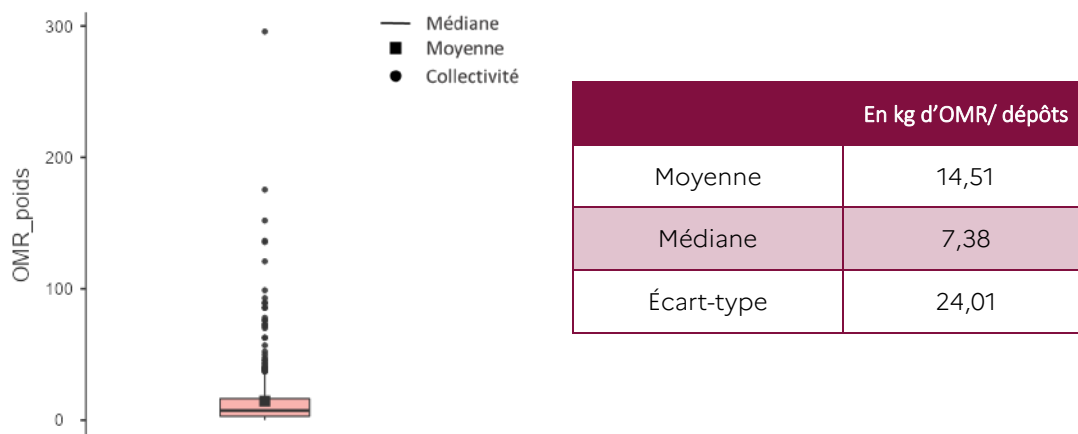 300
200
100
0
OMR_poids
Médiane
Moyenne
Collectivité
En kg d’OMR/ dépôts
Moyenne 14,51
Médiane 7,38
Écart-type 24,01